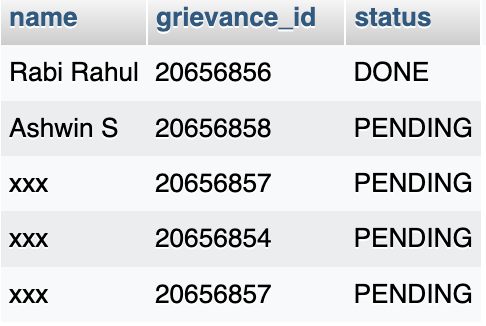 name grievance_id status
Rabi Rahul 20656856 DONE
Ashwin S 20656858 PENDING
xxx 20656857 PENDING
xxx 20656854 PENDING
xxx 20656857 PENDING